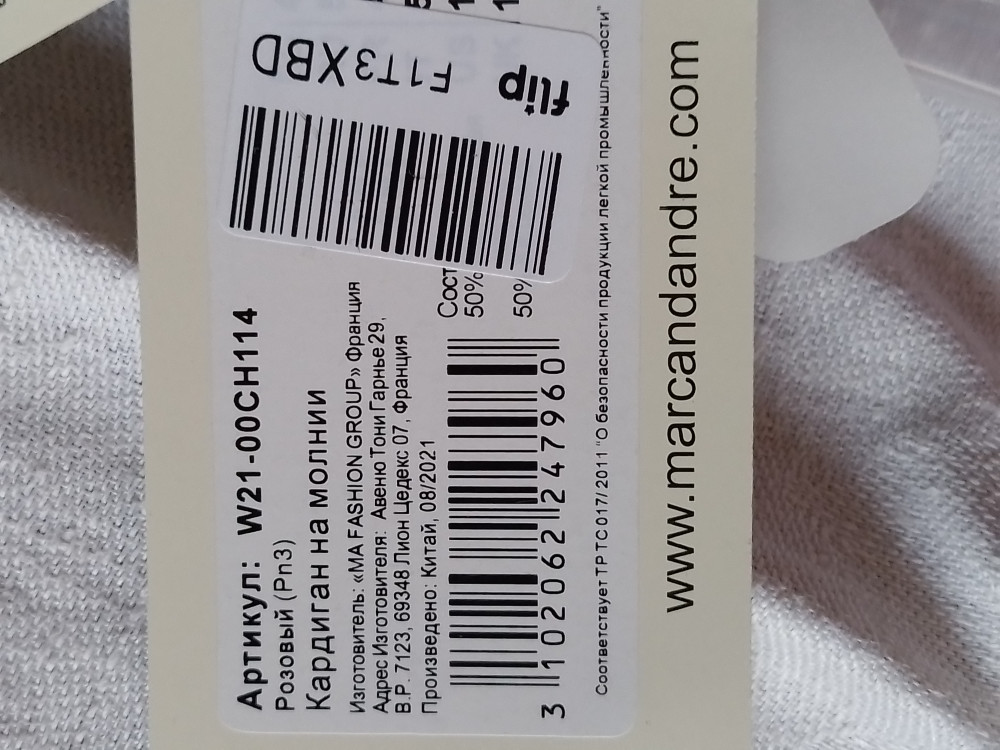 Артикул: W21-00CH114
Розовый (Pn3)
Кардиган на молнии
Изготовитель: «MA FASHION GROUP» Франция
Адрес Изготовителя: Авеню Тони Гарнье 29,
B.P. 7123, 69348 Лион Цедекс 07, Франция
Произведено: Китай, 08/2021
3 102062 247960
Сост
50%
50%
Соответствует ТР ТС 017/2011 "О безопасности продукции легкой промышленности"
www.marcandandre.com
flip
F1T3XBD